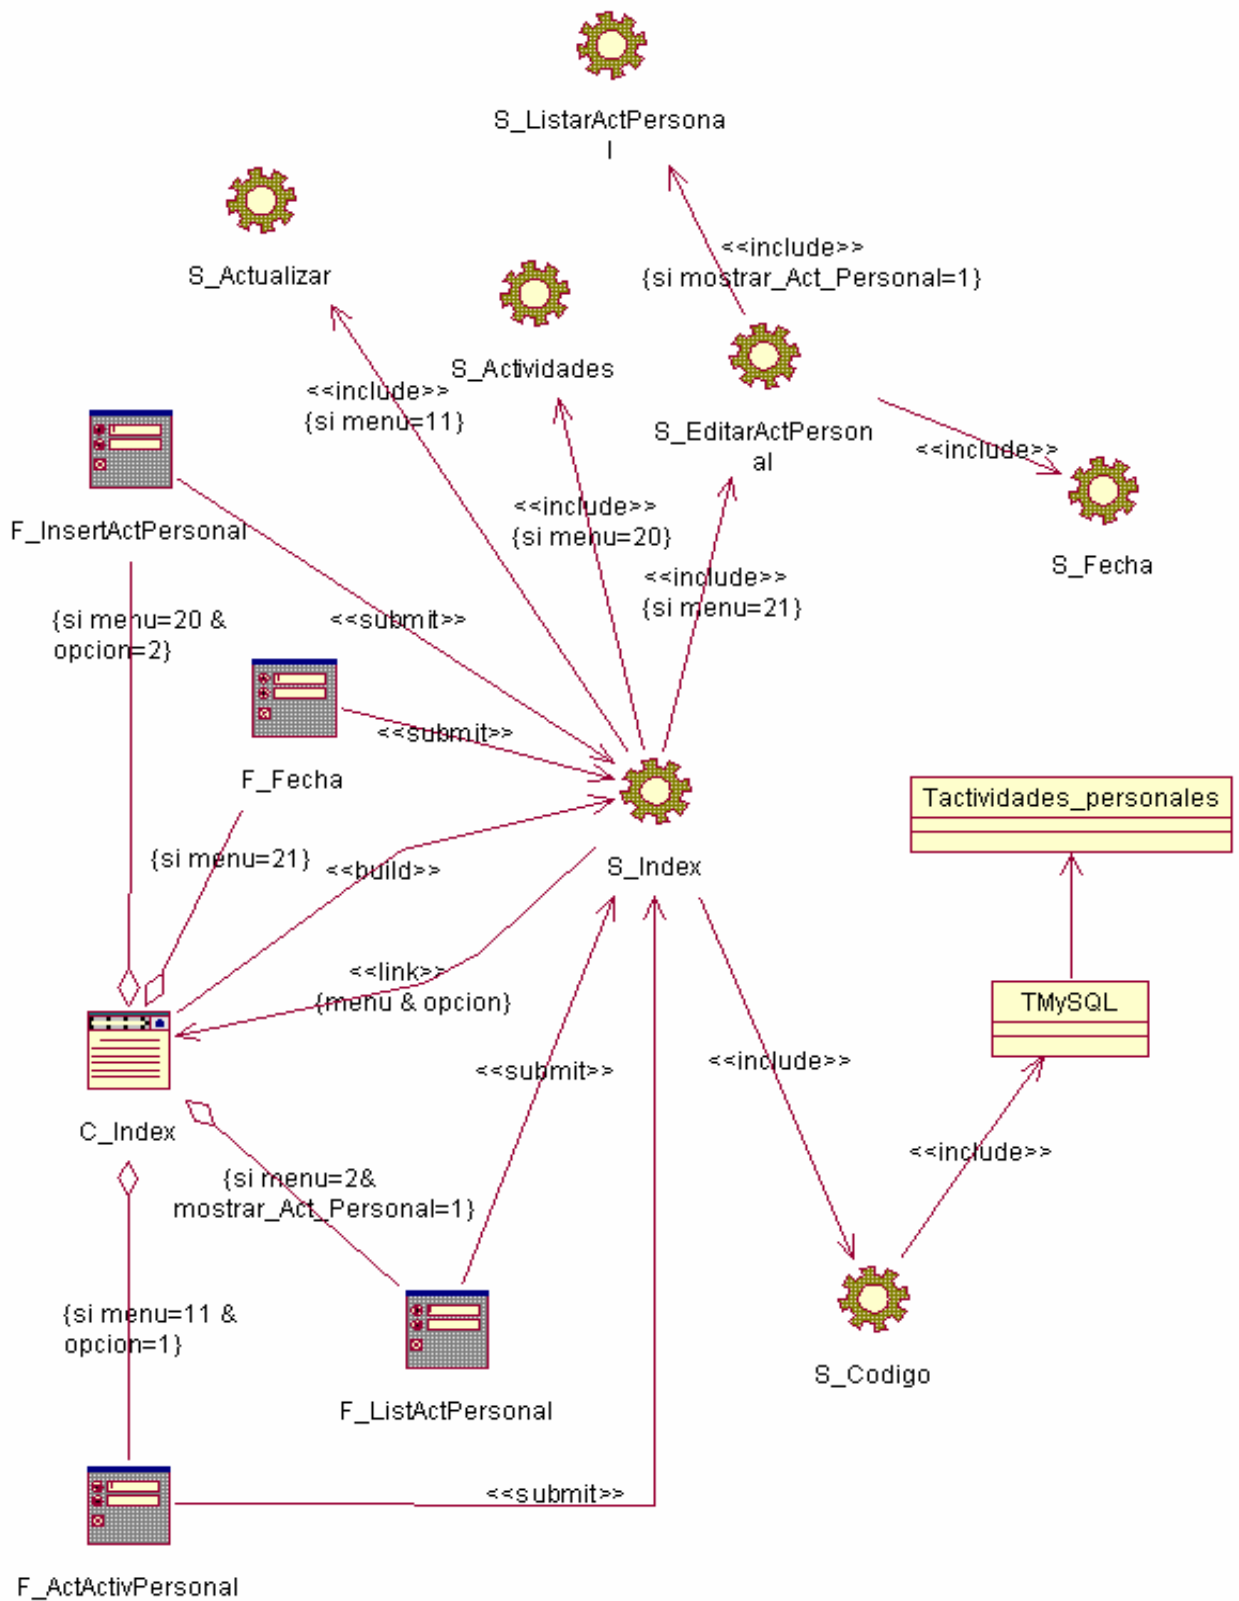 S_ListarActPersona
l
<<include>>
{si mostrar_Act_Personal=1}
S_Actualizar
S_Actividades
<<include>>
{si menu=11}
S_EditarActPerson
al
<<include>>
S_Fecha
F_InsertActPersonal
<<include>>
{si menu=20}
<<include>>
{si menu=21}
{si menu=20 &
opcion=2}
<<submit>>
<<submit>>
F_Fecha
Tactividades_personales
{si menu=21}
<<build>>
S_Index
<<link>>
{menu & opcion}
TMySQL
<<submit>>
<<include>>
C_Index
<<include>>
{si menu=2&
mostrar_Act_Personal=1}
{si menu=11 &
opcion=1}
S_Codigo
F_ListActPersonal
<<submit>>
F_ActActivPersonal